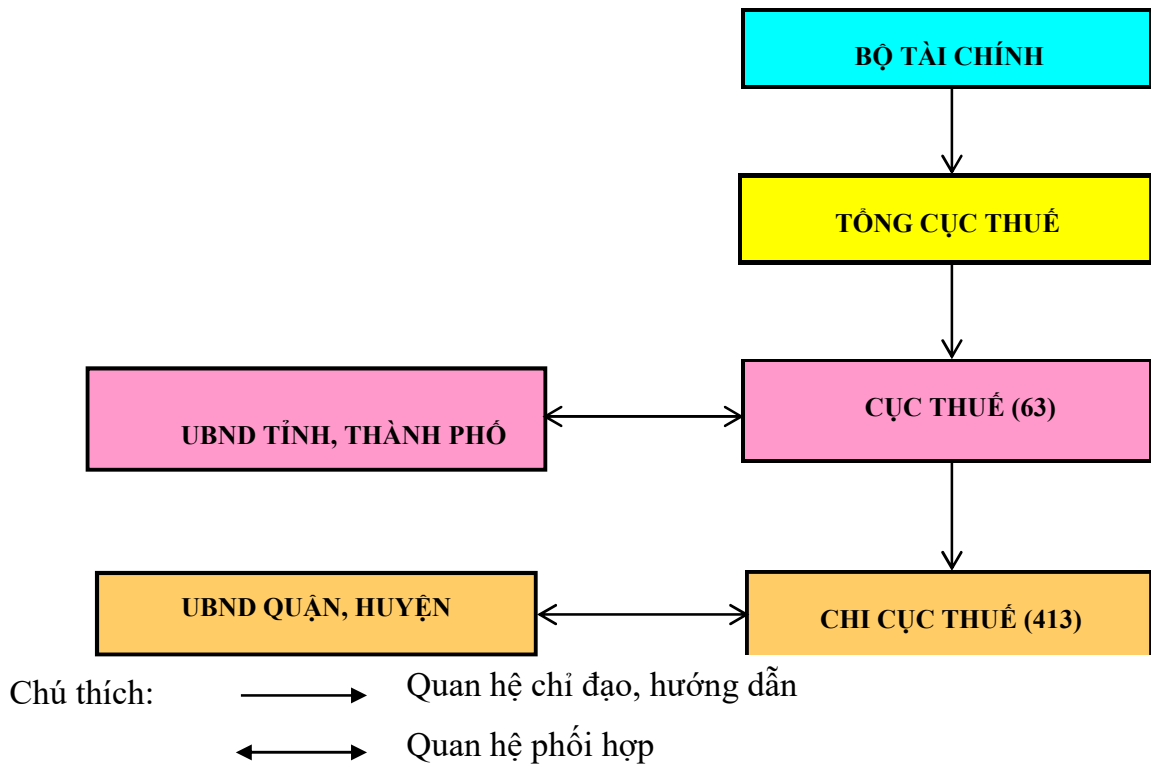 BỘ TÀI CHÍNH
TỔNG CỤC THUẾ
UBND TỈNH, THÀNH PHỐ
CỤC THUẾ (63)
UBND QUẬN, HUYỆN
CHI CỤC THUẾ (413)
Chú thích:
Quan hệ chỉ đạo, hướng dẫn
Quan hệ phối hợp